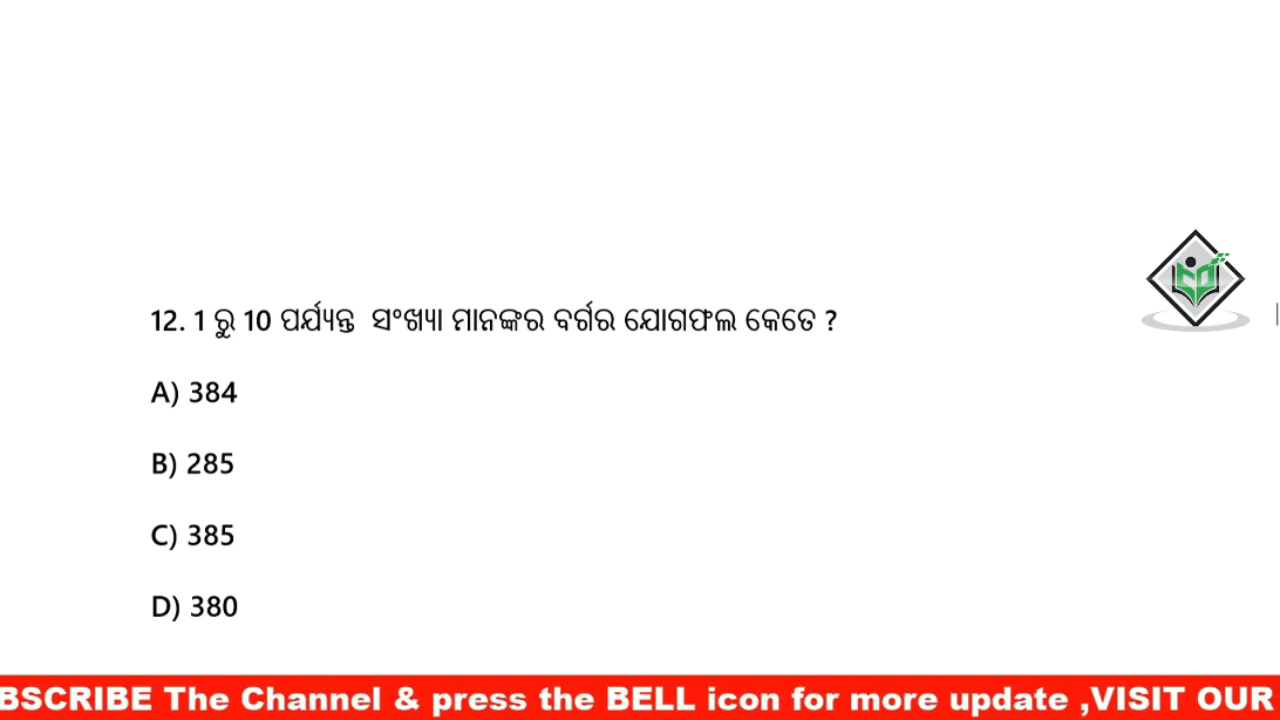 12. 1 ରୁ 10 ପର୍ଯ୍ୟନ୍ତ ସଂଖ୍ୟା ମାନଙ୍କର ବର୍ଗର ଯୋଗଫଳ କେତେ ?
A) 384
B) 285
C) 385
D) 380
BSCRIBE The Channel & press the BELL icon for more update ,VISIT OUR